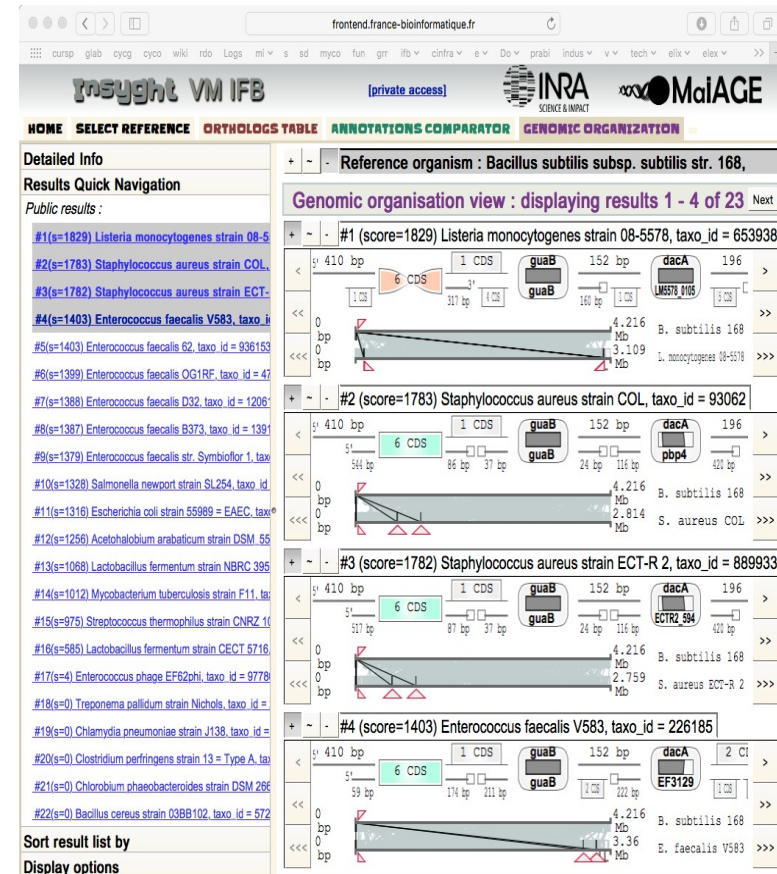 frontend.france-bioinformatique.fr
cursp glab cycg cyco wiki rdo Logs mi s sd myco fun grr ifb cinfra e Do prabi indus v tech elix elex >>
Insyght VM IFB [private access] INRA SCIENCE & IMPACT MaiAGE
HOME SELECT REFERENCE ORTHOLOGS TABLE ANNOTATIONS COMPARATOR GENOMIC ORGANIZATION
Detailed Info
Results Quick Navigation
Public results :
#1(s=1829) Listeria monocytogenes strain 08-5
#2(s=1783) Staphylococcus aureus strain COL,
#3(s=1782) Staphylococcus aureus strain ECT-
#4(s=1403) Enterococcus faecalis V583, taxo_i
#5(s=1403) Enterococcus faecalis 62, taxo_id = 936153
#6(s=1399) Enterococcus faecalis OG1RF, taxo_id = 47
#7(s=1388) Enterococcus faecalis D32, taxo_id = 12061
#8(s=1387) Enterococcus faecalis B373, taxo_id = 1391
#9(s=1379) Enterococcus faecalis str. Symbioflor 1, tax
#10(s=1328) Salmonella newport strain SL254, taxo_id
#11(s=1316) Escherichia coli strain 55989 = EAEC, taxo
#12(s=1256) Acetohalobium arabaticum strain DSM 55
#13(s=1068) Lactobacillus fermentum strain NBRC 395
#14(s=1012) Mycobacterium tuberculosis strain F11, ta
#15(s=975) Streptococcus thermophilus strain CNRZ 10
#16(s=585) Lactobacillus fermentum strain CECT 5716,
#17(s=4) Enterococcus phage EF62phi, taxo_id = 97780
#18(s=0) Treponema pallidum strain Nichols, taxo_id =
#19(s=0) Chlamydia pneumoniae strain J138, taxo_id =
#20(s=0) Clostridium perfringens strain 13 = Type A, ta
#21(s=0) Chlorobium phaeobacteroides strain DSM 266
#22(s=0) Bacillus cereus strain 03BB102, taxo_id = 572
Sort result list by
Display options
+ ~ - Reference organism : Bacillus subtilis subsp. subtilis str. 168,
Genomic organisation view : displaying results 1 - 4 of 23 Next
+ ~ - #1 (score=1829) Listeria monocytogenes strain 08-5578, taxo_id = 653938
< 5' 410 bp 1 CDS guaB 152 bp dacA 196 >
6 CDS 3'
1 CDS 317 bp 4 CDS guaB 160 bp 1 CDS LM5578_0105 5 CDS
<< >>
0 bp 4.216 Mb B. subtilis 168
<<< 0 bp 3.109 Mb L. monocytogenes 08-5578 >>>
+ ~ - #2 (score=1783) Staphylococcus aureus strain COL, taxo_id = 93062
< 5' 410 bp 1 CDS guaB 152 bp dacA 196 >
5' 6 CDS
544 bp 86 bp 37 bp guaB 24 bp 116 bp pbp4 420 bp
<< >>
0 bp 4.216 Mb B. subtilis 168
<<< 0 bp 2.814 Mb S. aureus COL >>>
+ ~ - #3 (score=1782) Staphylococcus aureus strain ECT-R 2, taxo_id = 889933
< 5' 410 bp 1 CDS guaB 152 bp dacA 196 >
5' 6 CDS
517 bp 87 bp 37 bp guaB 24 bp 116 bp ECTR2_594 420 bp
<< >>
0 bp 4.216 Mb B. subtilis 168
<<< 0 bp 2.759 Mb S. aureus ECT-R 2 >>>
+ ~ - #4 (score=1403) Enterococcus faecalis V583, taxo_id = 226185
< 5' 410 bp 1 CDS guaB 152 bp dacA 2 CD >
5' 6 CDS
59 bp 174 bp 211 bp guaB 2 CDS 222 bp EF3129 1 CDS
<< >>
0 bp 4.216 Mb B. subtilis 168
<<< 0 bp 3.36 Mb E. faecalis V583 >>>